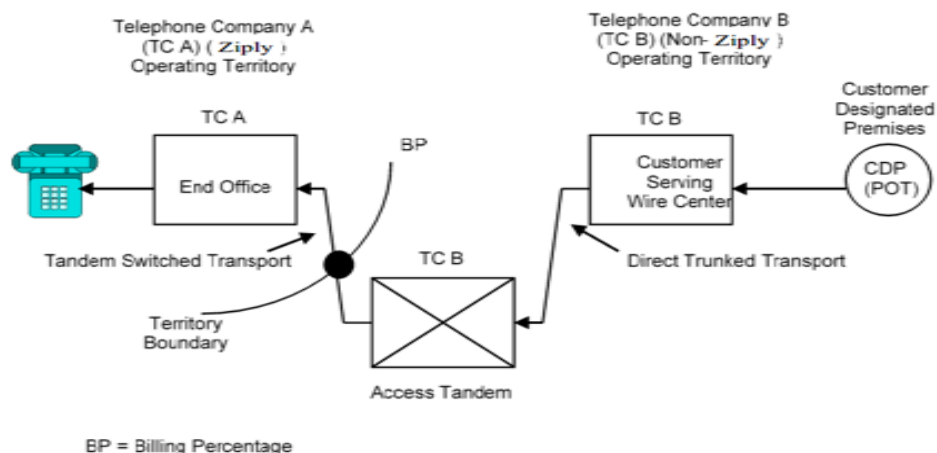 Telephone Company A
(TC A) ( Ziply )
Operating Territory
Telephone Company B
(TC B) (Non- Ziply )
Operating Territory
Customer
Designated
Premises
TC A
BP
TC B
End Office
Customer
Serving
Wire Center
CDP
(POT)
Tandem Switched Transport
TC B
Direct Trunked Transport
Territory
Boundary
Access Tandem
BP = Billing Percentage